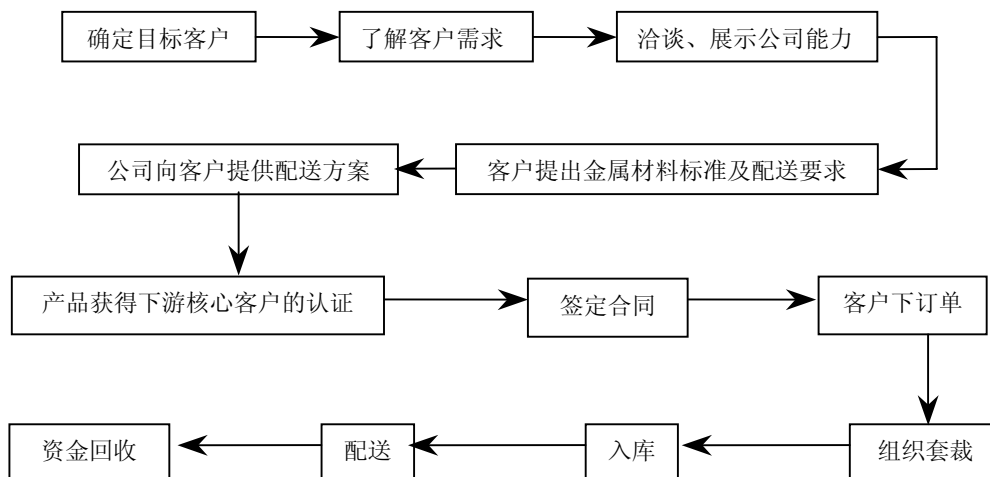 确定目标客户
了解客户需求
洽谈、展示公司能力
客户提出金属材料标准及配送要求
公司向客户提供配送方案
产品获得下游核心客户的认证
签定合同
客户下订单
组织套裁
入库
配送
资金回收